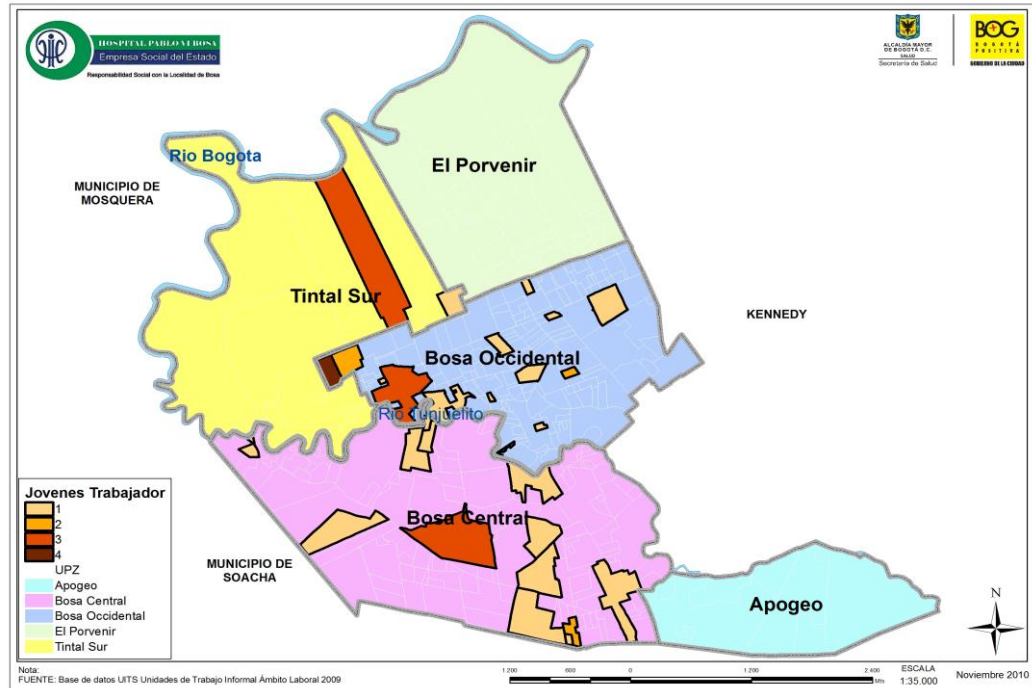 HOSPITAL PABLO VI BOSA
Empresa Social del Estado
Responsabilidad Social con la Localidad de Bosa
ALCALDÍA MAYOR
DE BOGOTÁ D.C.
SALUD
Secretaría de Salud
BOG
BOGOTÁ
POSITIVA
GOBIERNO DE LA CIUDAD
El Porvenir
Rio Bogota
MUNICIPIO DE
MOSQUERA
Tintal Sur
KENNEDY
Bosa Occidental
Rio Tunjuelito
Bosa Central
MUNICIPIO DE
SOACHA
Apogeo
Jovenes Trabajador
1
2
3
4
UPZ
Apogeo
Bosa Central
Bosa Occidental
El Porvenir
Tintal Sur
N
Nota:
FUENTE: Base de datos UITS Unidades de Trabajo Informal Ámbito Laboral 2009
1.200 600 0 1.200 2.400
Mts
ESCALA
1:35.000
Noviembre 2010